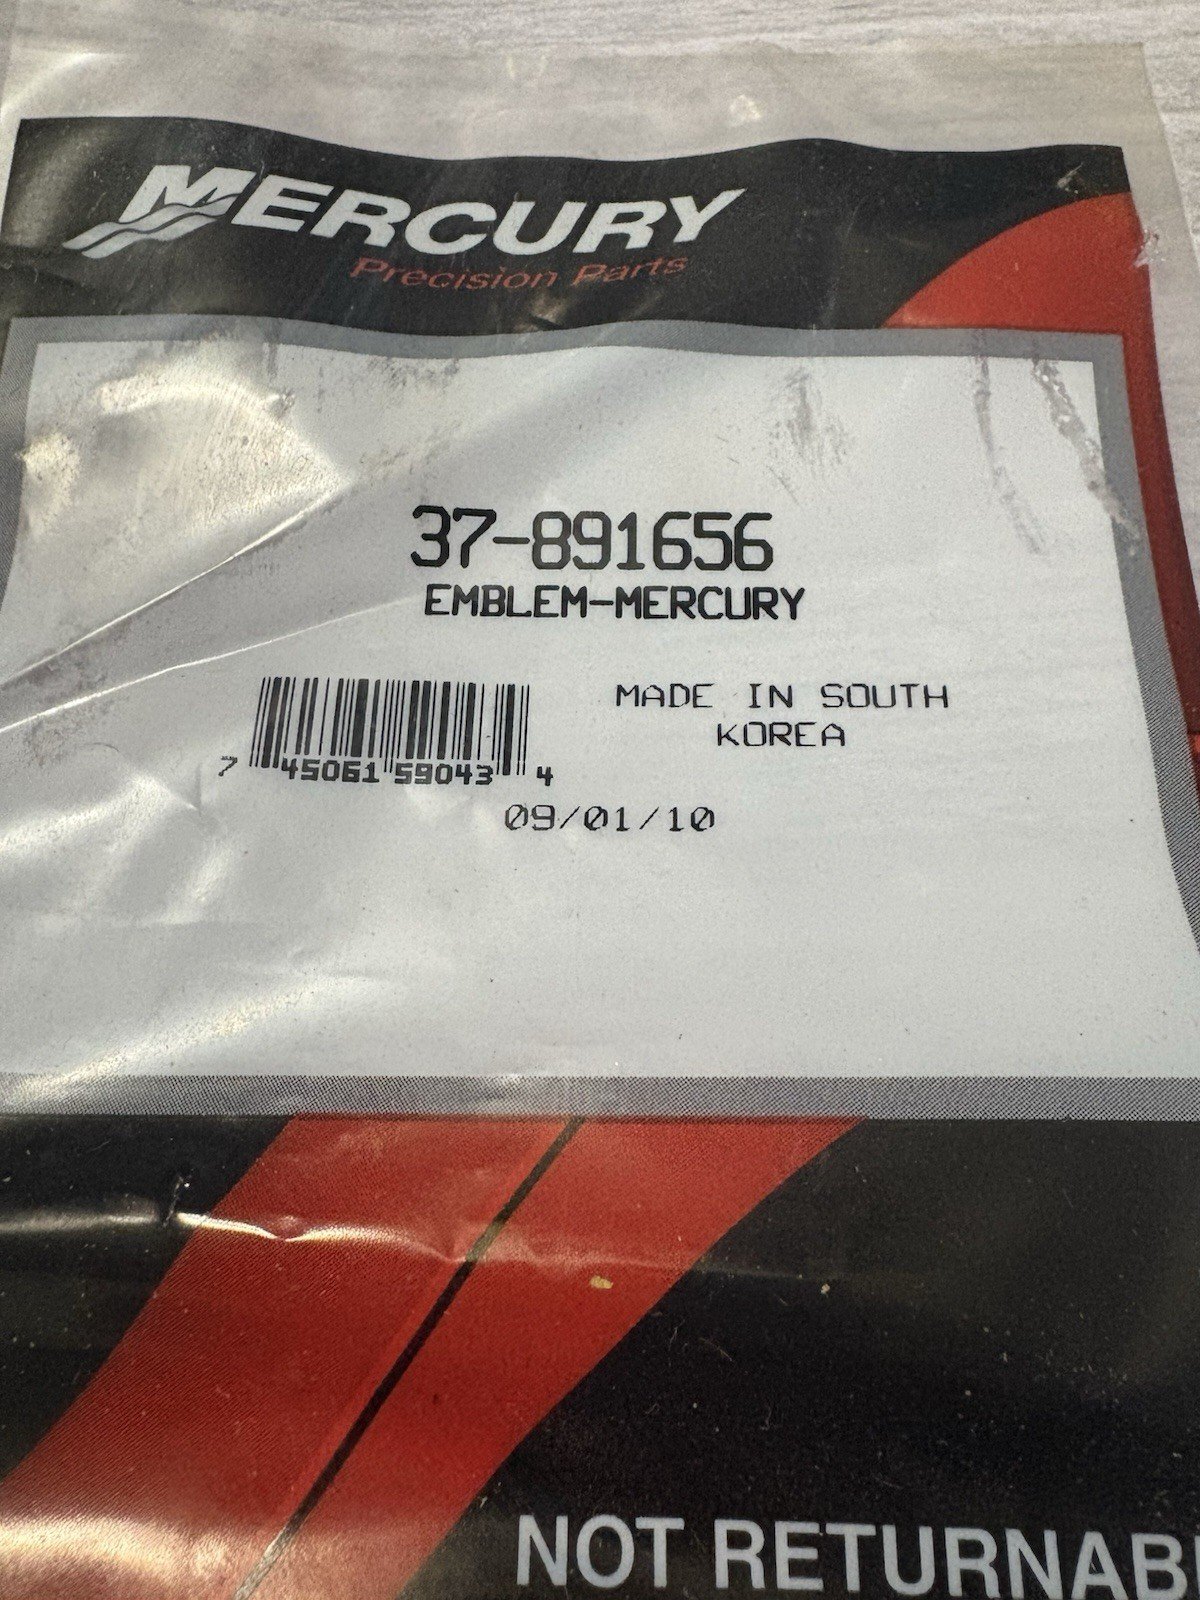 MERCURY
Precision Parts
37-891656
EMBLEM-MERCURY
MADE IN SOUTH
KOREA
7 45061 59043 4
09/01/10
NOT RETURNABL